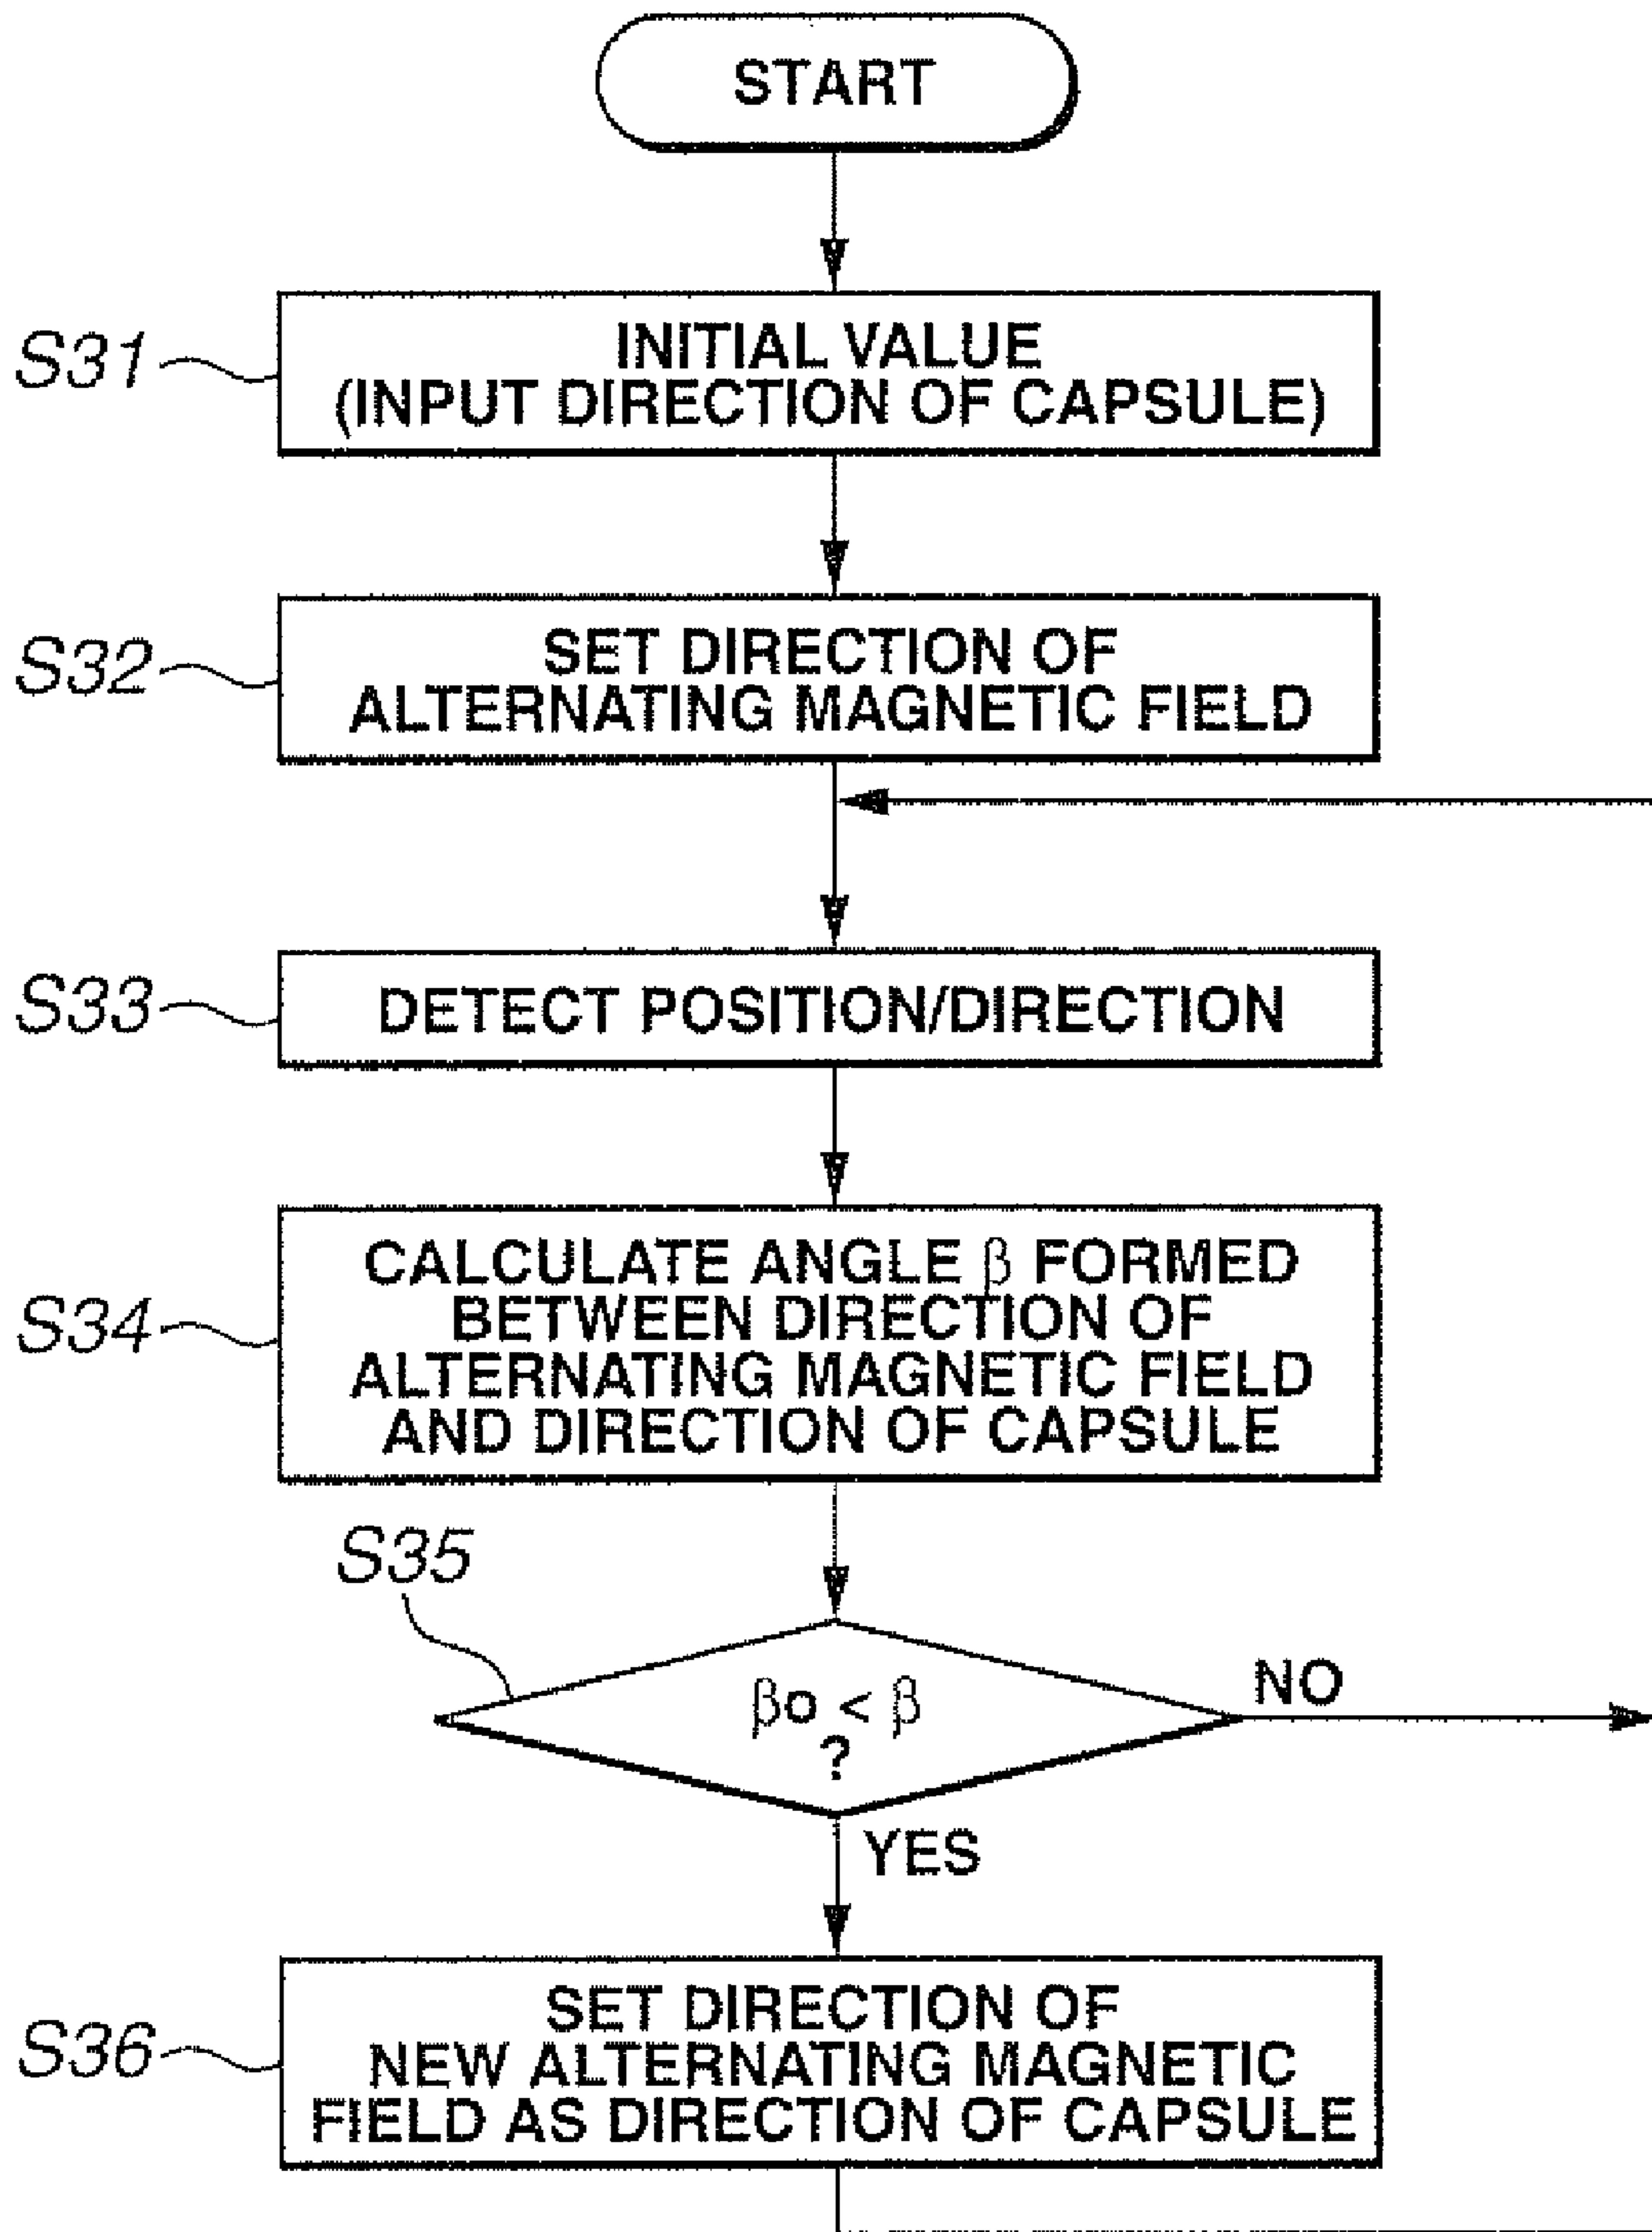 START
S31
INITIAL VALUE
(INPUT DIRECTION OF CAPSULE)
S32
SET DIRECTION OF
ALTERNATING MAGNETIC FIELD
S33
DETECT POSITION/DIRECTION
S34
CALCULATE ANGLE β FORMED
BETWEEN DIRECTION OF
ALTERNATING MAGNETIC FIELD
AND DIRECTION OF CAPSULE
S35
βo < β
?
NO
YES
S36
SET DIRECTION OF
NEW ALTERNATING MAGNETIC
FIELD AS DIRECTION OF CAPSULE